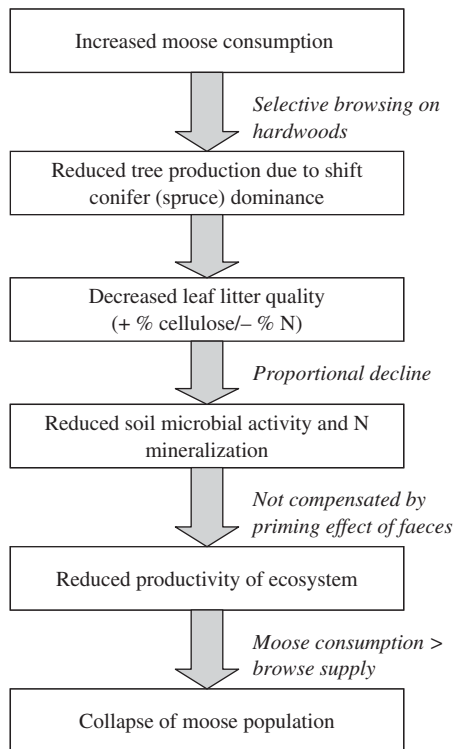 Increased moose consumption
Selective browsing on
hardwoods
Reduced tree production due to shift
conifer (spruce) dominance
Decreased leaf litter quality
(+ % cellulose/– % N)
Proportional decline
Reduced soil microbial activity and N
mineralization
Not compensated by
priming effect of faeces
Reduced productivity of ecosystem
Moose consumption >
browse supply
Collapse of moose population